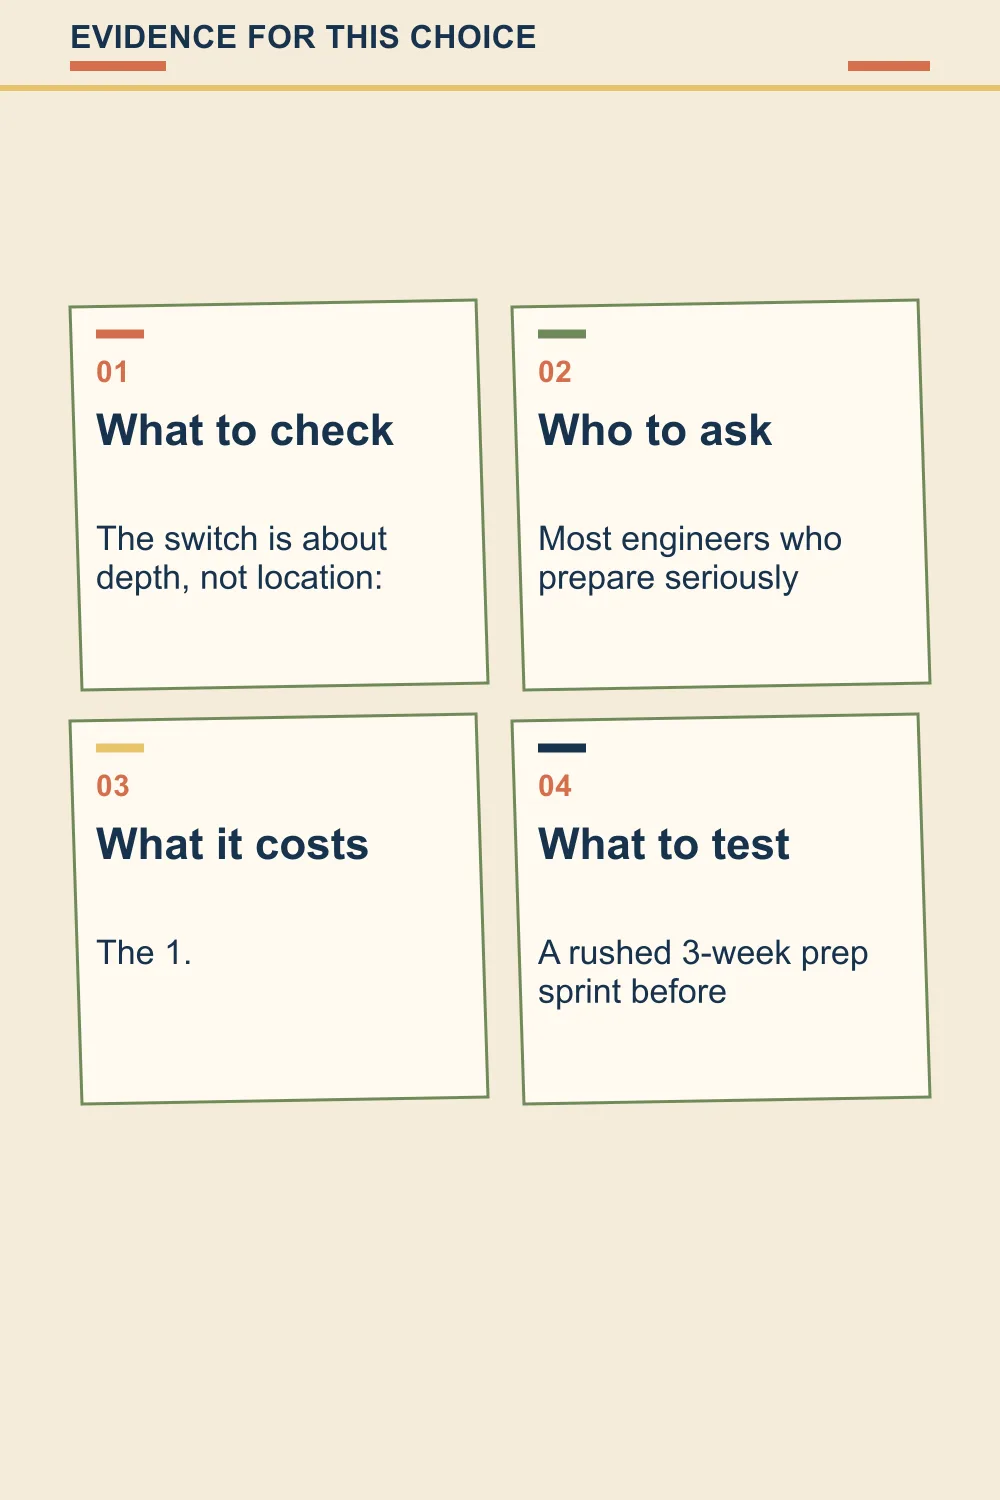 EVIDENCE FOR THIS CHOICE
01
What to check
The switch is about
depth, not location:
02
Who to ask
Most engineers who
prepare seriously
03
What it costs
The 1.
04
What to test
A rushed 3-week prep
sprint before